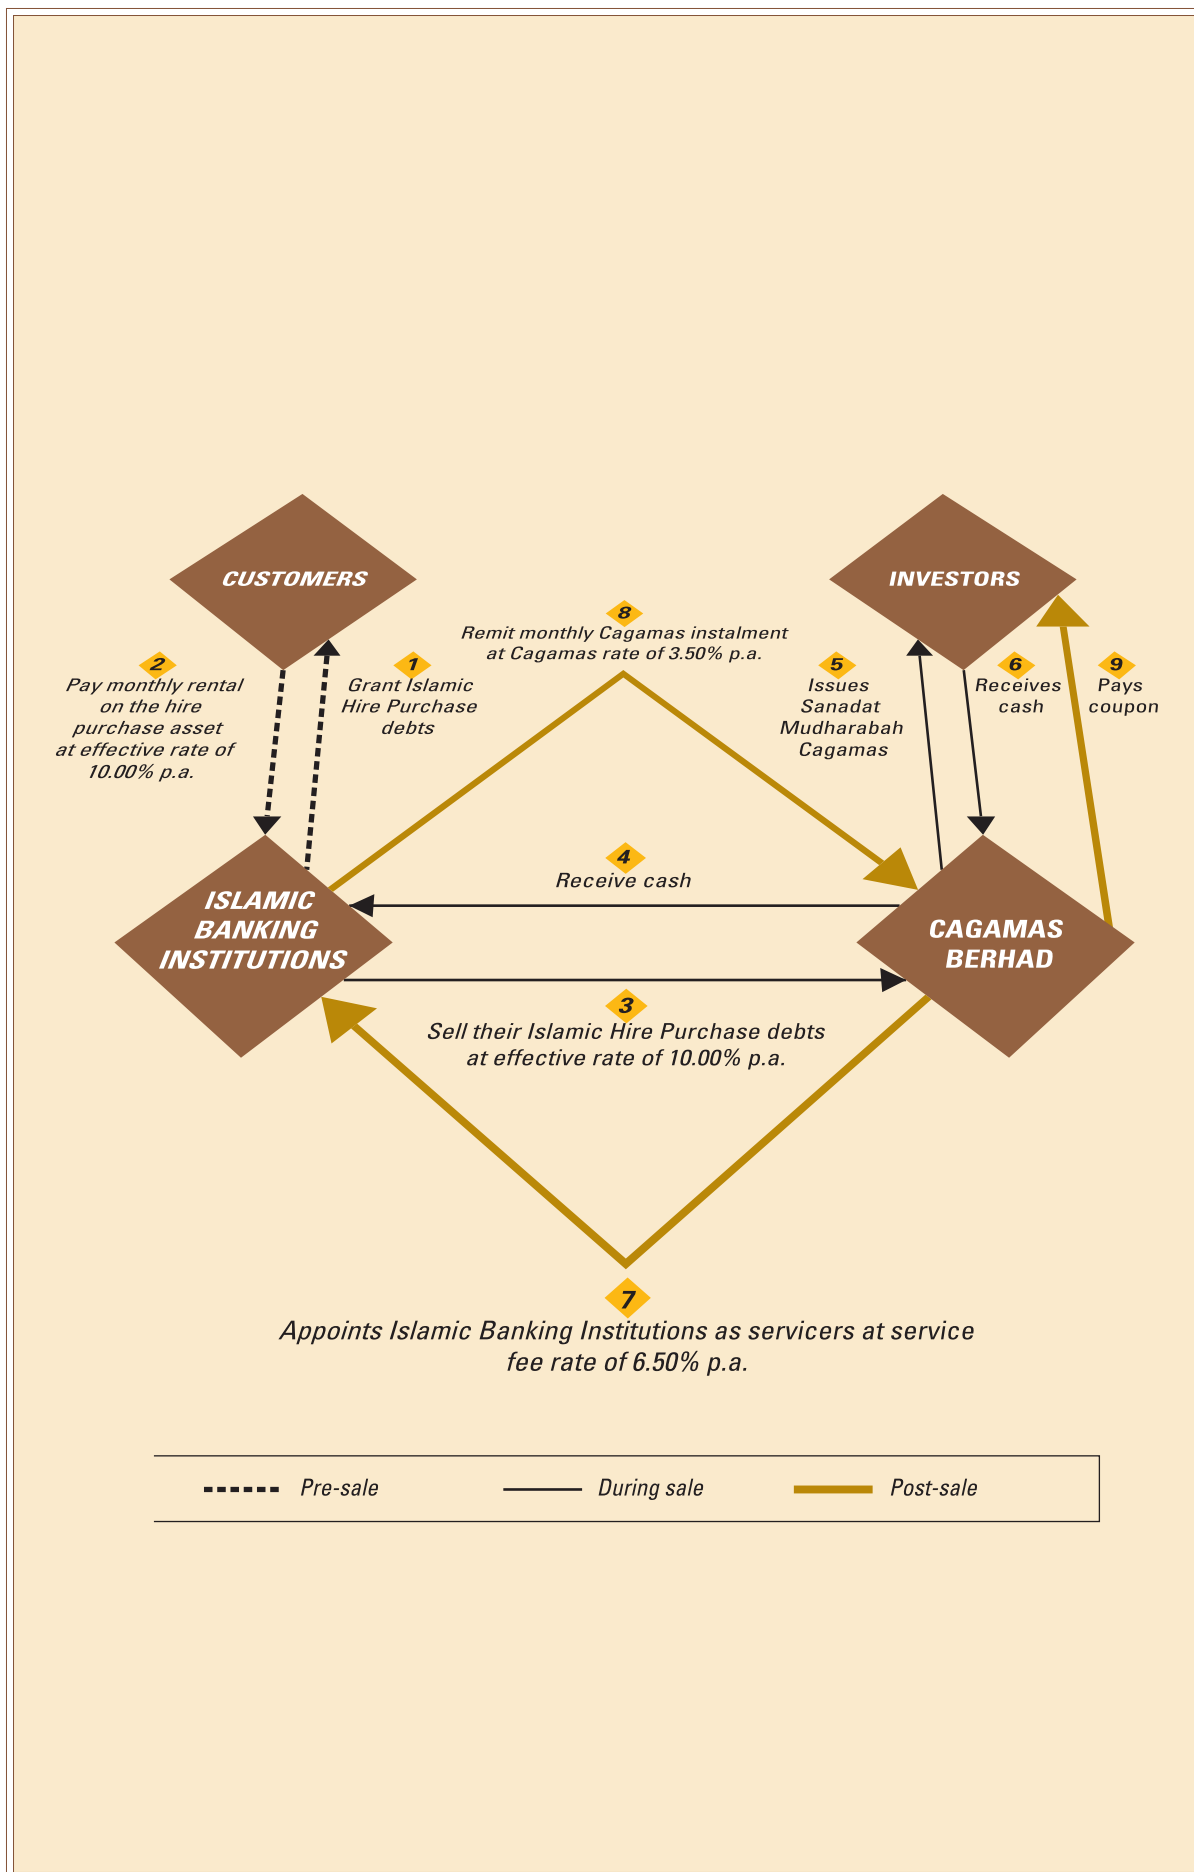 CUSTOMERS
INVESTORS
8
Remit monthly Cagamas instalment
at Cagamas rate of 3.50% p.a.
2
Pay monthly rental
on the hire
purchase asset
at effective rate of
10.00% p.a.
1
Grant Islamic
Hire Purchase
debts
5
Issues
Sanadat
Mudharabah
Cagamas
6
Receives
cash
9
Pays
coupon
4
Receive cash
ISLAMIC
BANKING
INSTITUTIONS
CAGAMAS
BERHAD
3
Sell their Islamic Hire Purchase debts
at effective rate of 10.00% p.a.
7
Appoints Islamic Banking Institutions as servicers at service
fee rate of 6.50% p.a.
Pre-sale
During sale
Post-sale